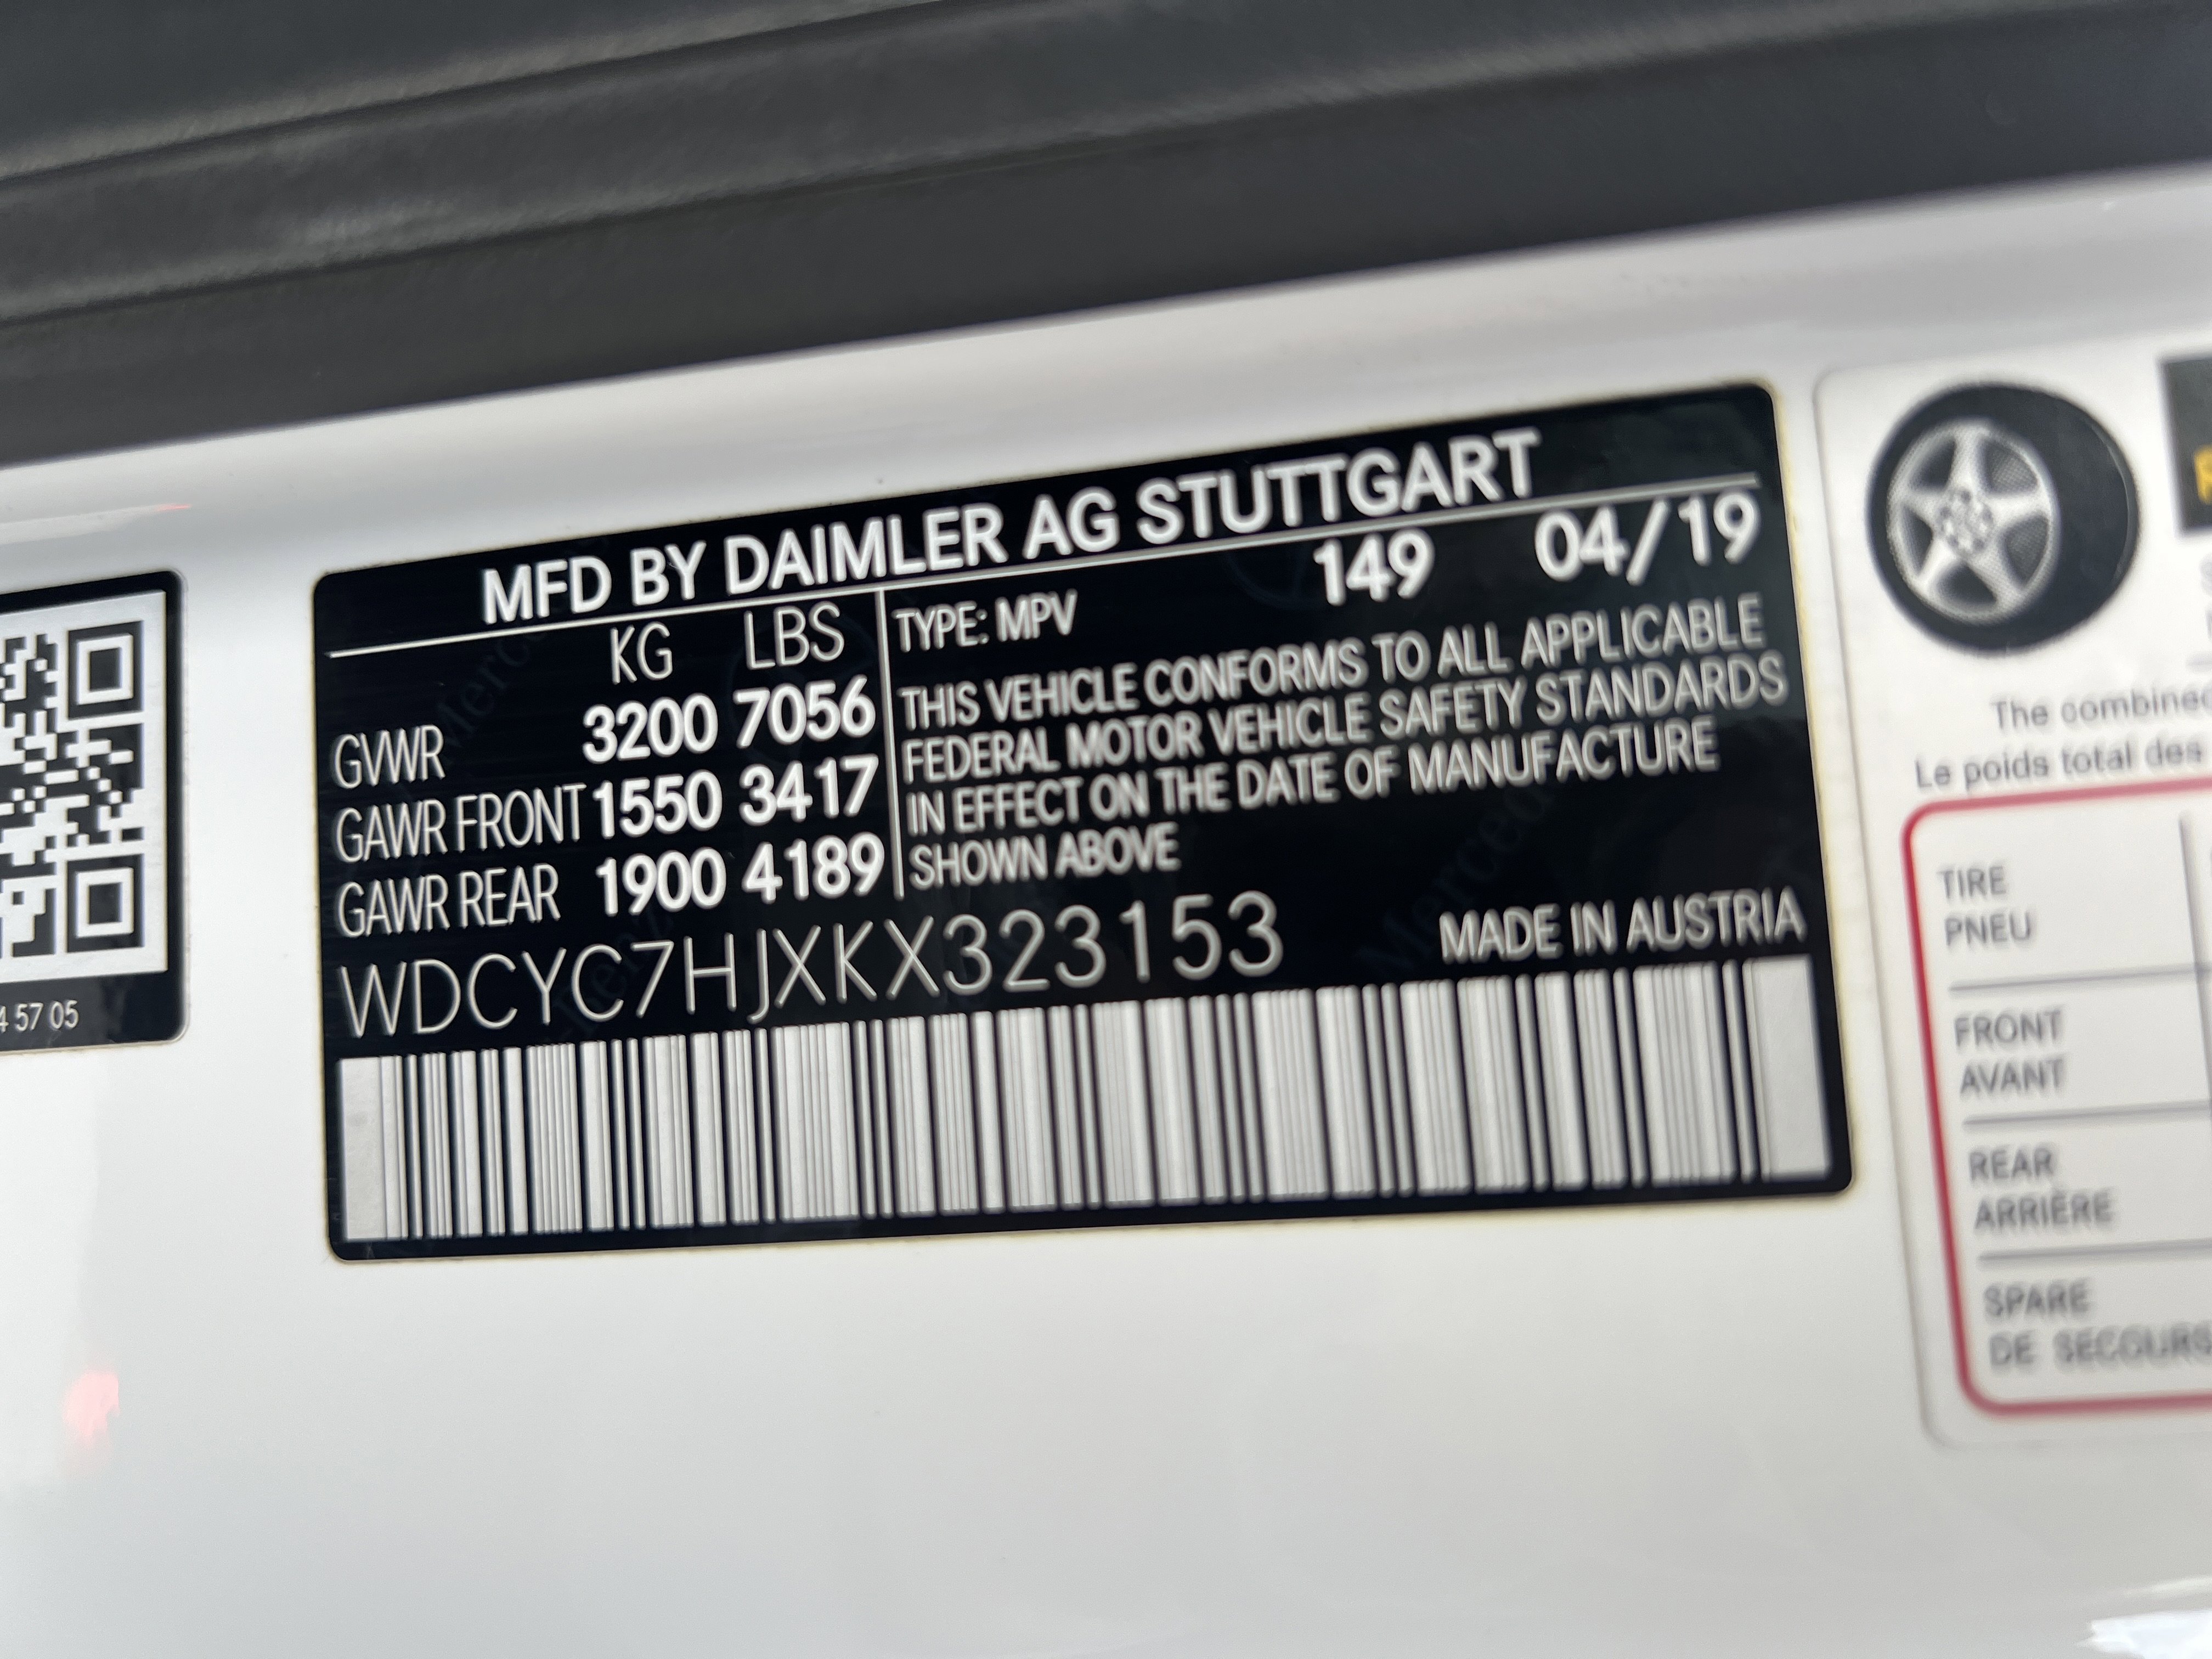 MFD BY DAIMLER AG STUTTGART
KG LBS
GVWR 3200 7056
GAWR FRONT 1550 3417
GAWR REAR 1900 4189
TYPE: MPV 149 04/19
THIS VEHICLE CONFORMS TO ALL APPLICABLE
FEDERAL MOTOR VEHICLE SAFETY STANDARDS
IN EFFECT ON THE DATE OF MANUFACTURE
SHOWN ABOVE
WDCYC7HJXKX323153
MADE IN AUSTRIA
4 57 05
The combined
Le poids total des
TIRE
PNEU
FRONT
AVANT
REAR
ARRIÈRE
SPARE
DE SECOURS